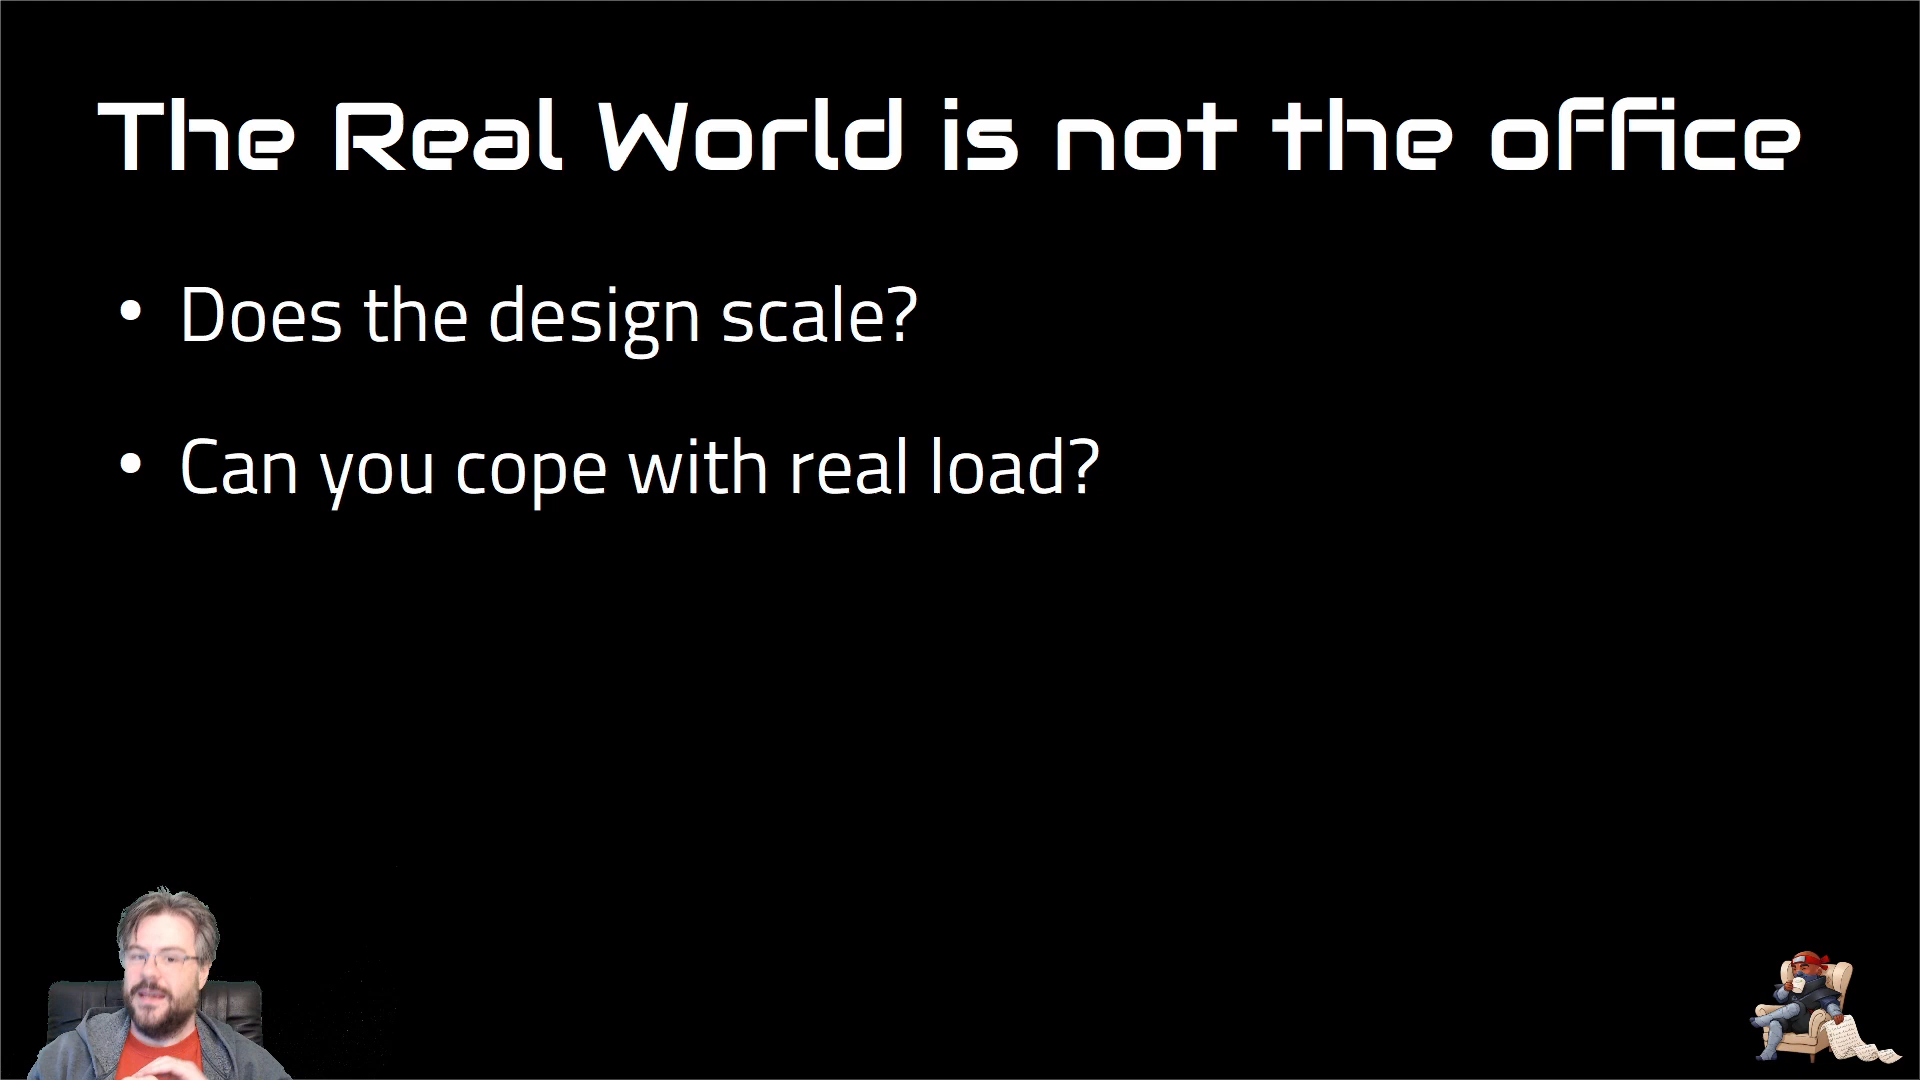 The Real World is not the office
• Does the design scale?
• Can you cope with real load?